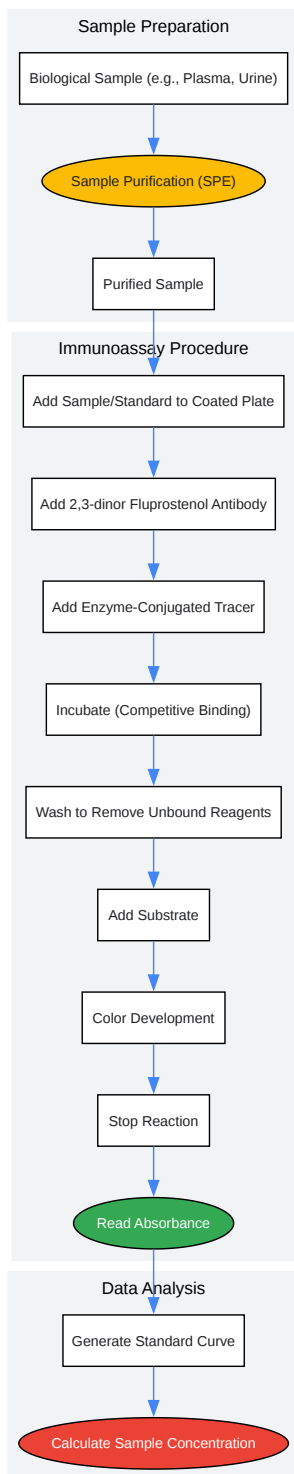 Sample Preparation
Biological Sample (e.g., Plasma, Urine)
Sample Purification (SPE)
Purified Sample
Immunoassay Procedure
Add Sample/Standard to Coated Plate
Add 2,3-dinor Fluprostenol Antibody
Add Enzyme-Conjugated Tracer
Incubate (Competitive Binding)
Wash to Remove Unbound Reagents
Add Substrate
Color Development
Stop Reaction
Read Absorbance
Data Analysis
Generate Standard Curve
Calculate Sample Concentration